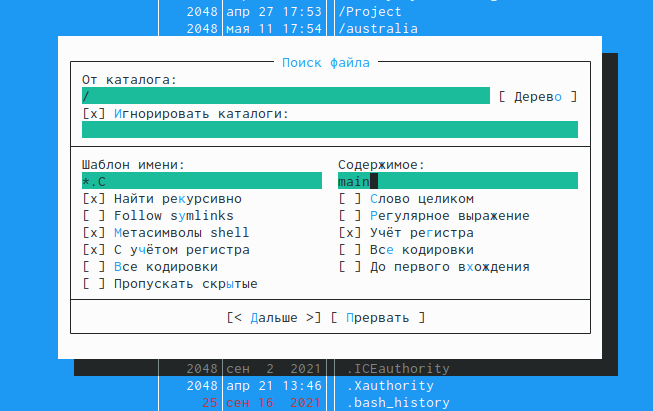 2048 апр 27 17:53 /Project
2048 мая 11 17:54 /australia
Поиск файла
От каталога:
/ [ Дерево ]
[x] Игнорировать каталоги:
Шаблон имени: Содержимое:
*.C main
[x] Найти рекурсивно [ ] Слово целиком
[ ] Follow symlinks [ ] Регулярное выражение
[x] Метасимволы shell [x] Учёт регистра
[x] С учётом регистра [ ] Все кодировки
[ ] Все кодировки [ ] До первого вхождения
[ ] Пропускать скрытые
[< Дальше >] [ Прервать ]
2048 сен 2 2021 .ICEauthority
2048 апр 21 13:46 .Xauthority
25 сен 16 2021 .bash_history